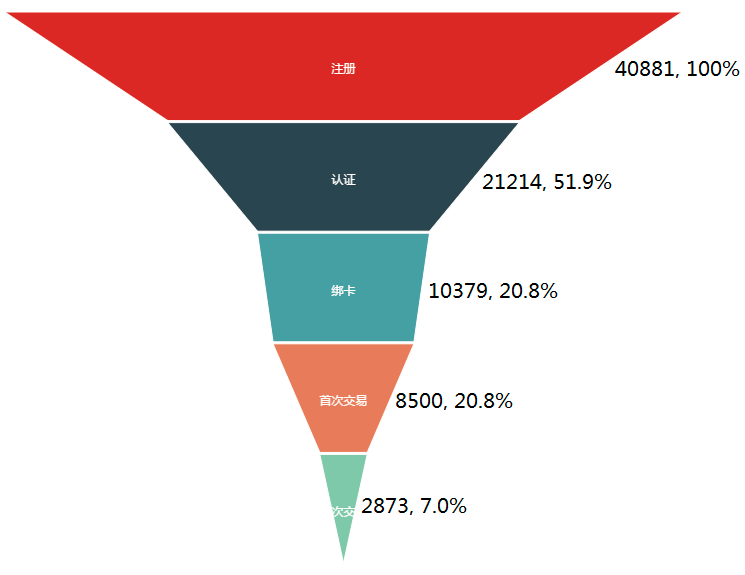 注册
40881, 100%
认证
21214, 51.9%
绑卡
10379, 20.8%
首次交易
8500, 20.8%
次交
2873, 7.0%